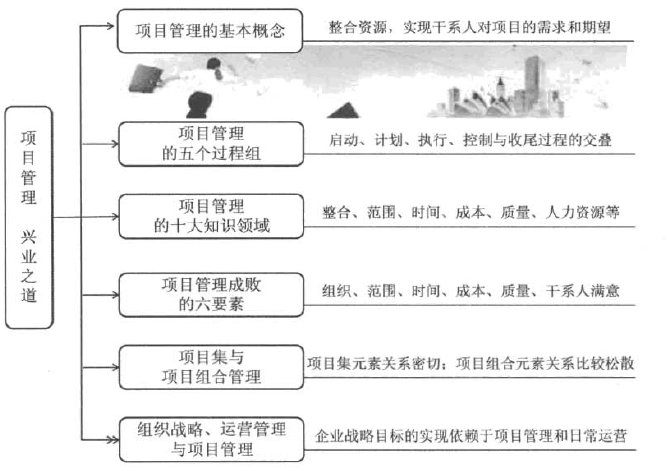 项目管理 兴业之道
项目管理的基本概念
整合资源，实现干系人对项目的需求和期望
项目管理
的五个过程组
启动、计划、执行、控制与收尾过程的交叠
项目管理
的十大知识领域
整合、范围、时间、成本、质量、人力资源等
项目管理成败
的六要素
组织、范围、时间、成本、质量、干系人满意
项目集与
项目组合管理
项目集元素关系密切；项目组合元素关系比较松散
组织战略、运营管理
与项目管理
企业战略目标的实现依赖于项目管理和日常运营